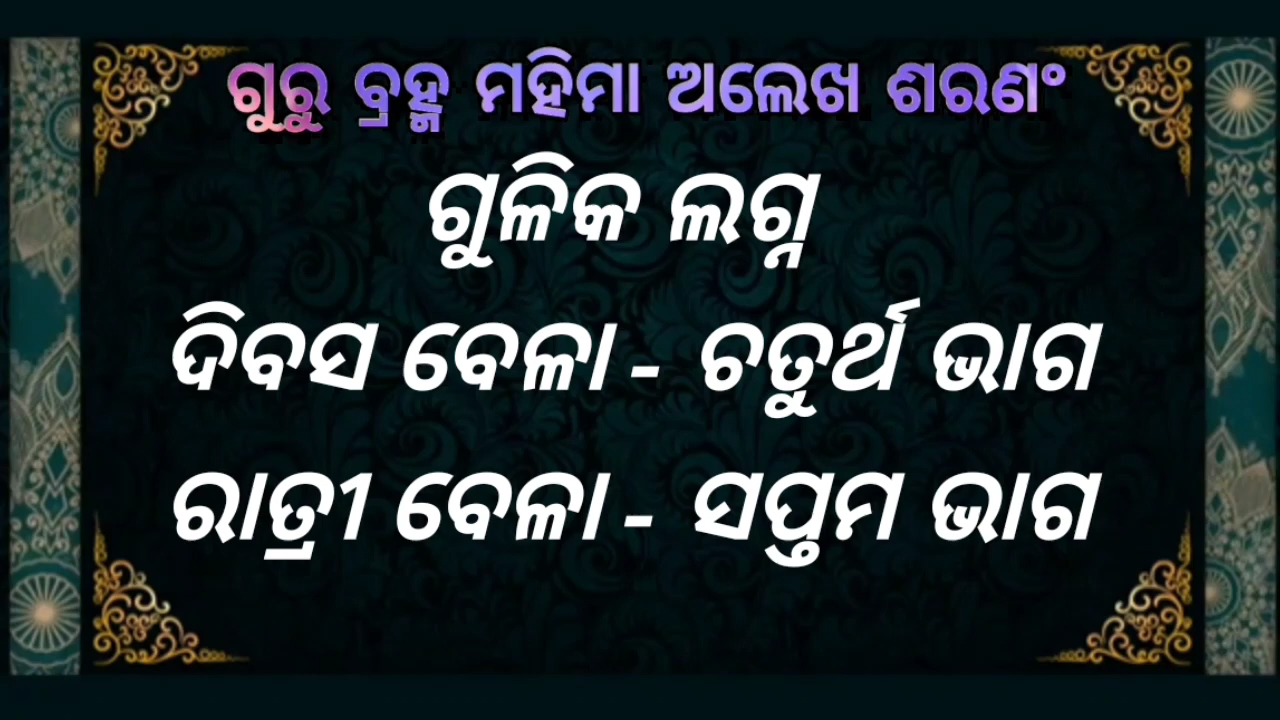 ଗୁରୁ ବ୍ରହ୍ମ ମହିମା ଅଲେଖ ଶରଣଂ
ଗୁଳିକ ଲଗ୍ନ
ଦିବସ ବେଳା - ଚତୁର୍ଥ ଭାଗ
ରାତ୍ରୀ ବେଳା - ସପ୍ତମ ଭାଗ